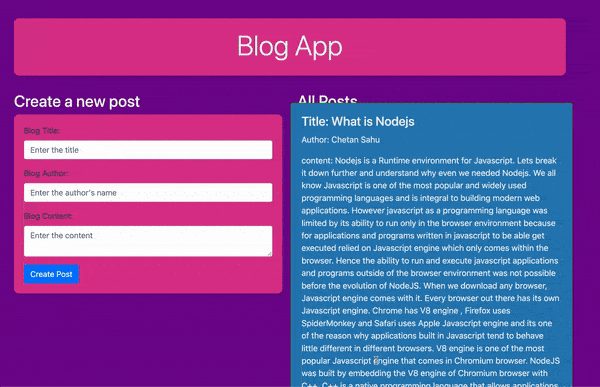 Blog App
Create a new post
Blog Title:
Enter the title
Blog Author:
Enter the author's name
Blog Content:
Enter the content
Create Post
All Posts
Title: What is Nodejs
Author: Chetan Sahu
content: Nodejs is a Runtime environment for Javascript. Lets break
it down further and understand why even we needed Nodejs. We all
know Javascript is one of the most popular and widely used
programming languages and is integral to building modern web
applications. However javascript as a programming language was
limited by its ability to run only in the browser environment because
for applications and programs written in javascript to be able get
executed relied on Javascript engine which only comes within the
browser. Hence the ability to run and execute javascript applications
and programs outside of the browser environment was not possible
before the evolution of NodeJS. When we download any browser,
Javascript engine comes with it. Every browser out there has its own
Javascript engine. Chrome has V8 engine , Firefox uses
SpiderMonkey and Safari uses Apple Javascript engine and its one
of the reason why applications built in Javascript tend to behave
little different in different browsers. V8 engine is one of the most
popular Javascript engine that comes in Chromium browser. NodeJS
was built by embedding the V8 engine of Chromium browser with
C++. C++ is a native programming language that allows applications